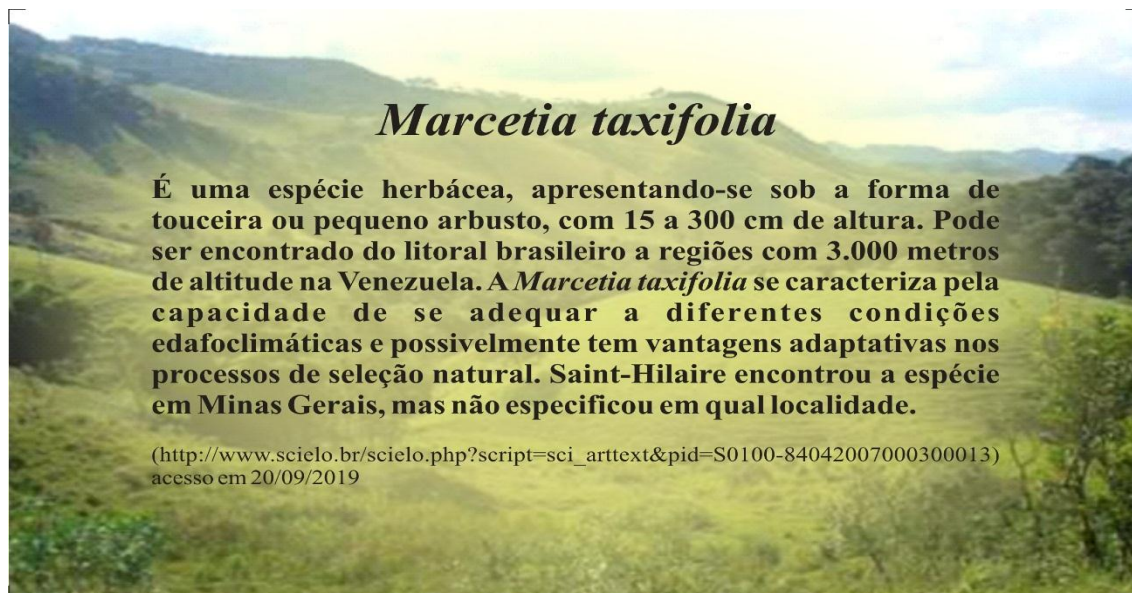 Marcetia taxifolia
É uma espécie herbácea, apresentando-se sob a forma de
touceira ou pequeno arbusto, com 15 a 300 cm de altura. Pode
ser encontrado do litoral brasileiro a regiões com 3.000 metros
de altitude na Venezuela. A Marcetia taxifolia se caracteriza pela
capacidade de se adequar a diferentes condições
edafoclimáticas e possivelmente tem vantagens adaptativas nos
processos de seleção natural. Saint-Hilaire encontrou a espécie
em Minas Gerais, mas não especificou em qual localidade.
(http://www.scielo.br/scielo.php?script=sci_arttext&pid=S0100-84042007000300013)
acesso em 20/09/2019